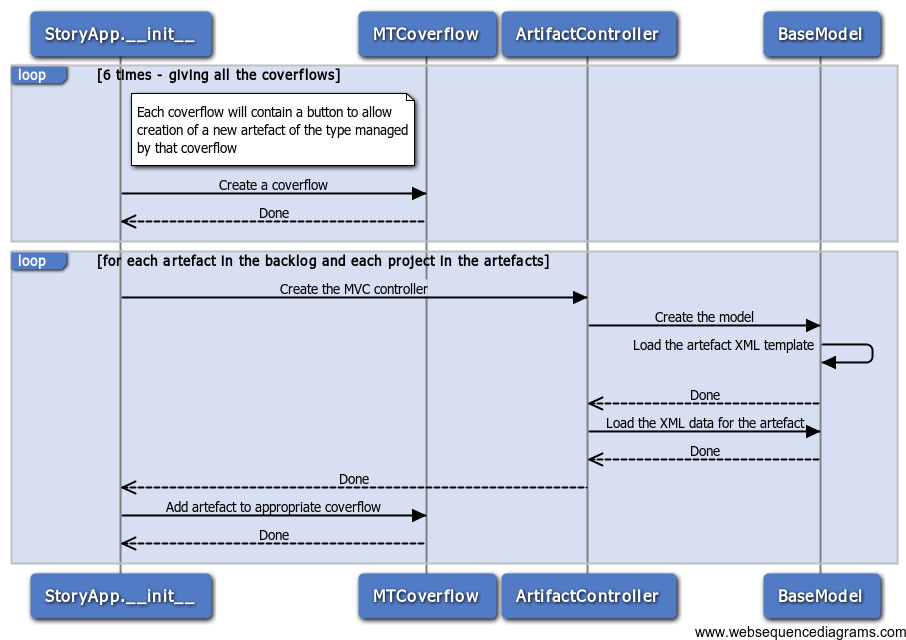 StoryApp.__init__ MTCoverflow ArtifactController BaseModel
loop [6 times - giving all the coverflows]
Each coverflow will contain a button to allow
creation of a new artefact of the type managed
by that coverflow
Create a coverflow
Done
loop [for each artefact in the backlog and each project in the artefacts]
Create the MVC controller
Create the model
Load the artefact XML template
Done
Load the XML data for the artefact
Done
Done
Add artefact to appropriate coverflow
Done
StoryApp.__init__ MTCoverflow ArtifactController BaseModel
www.websequencediagrams.com